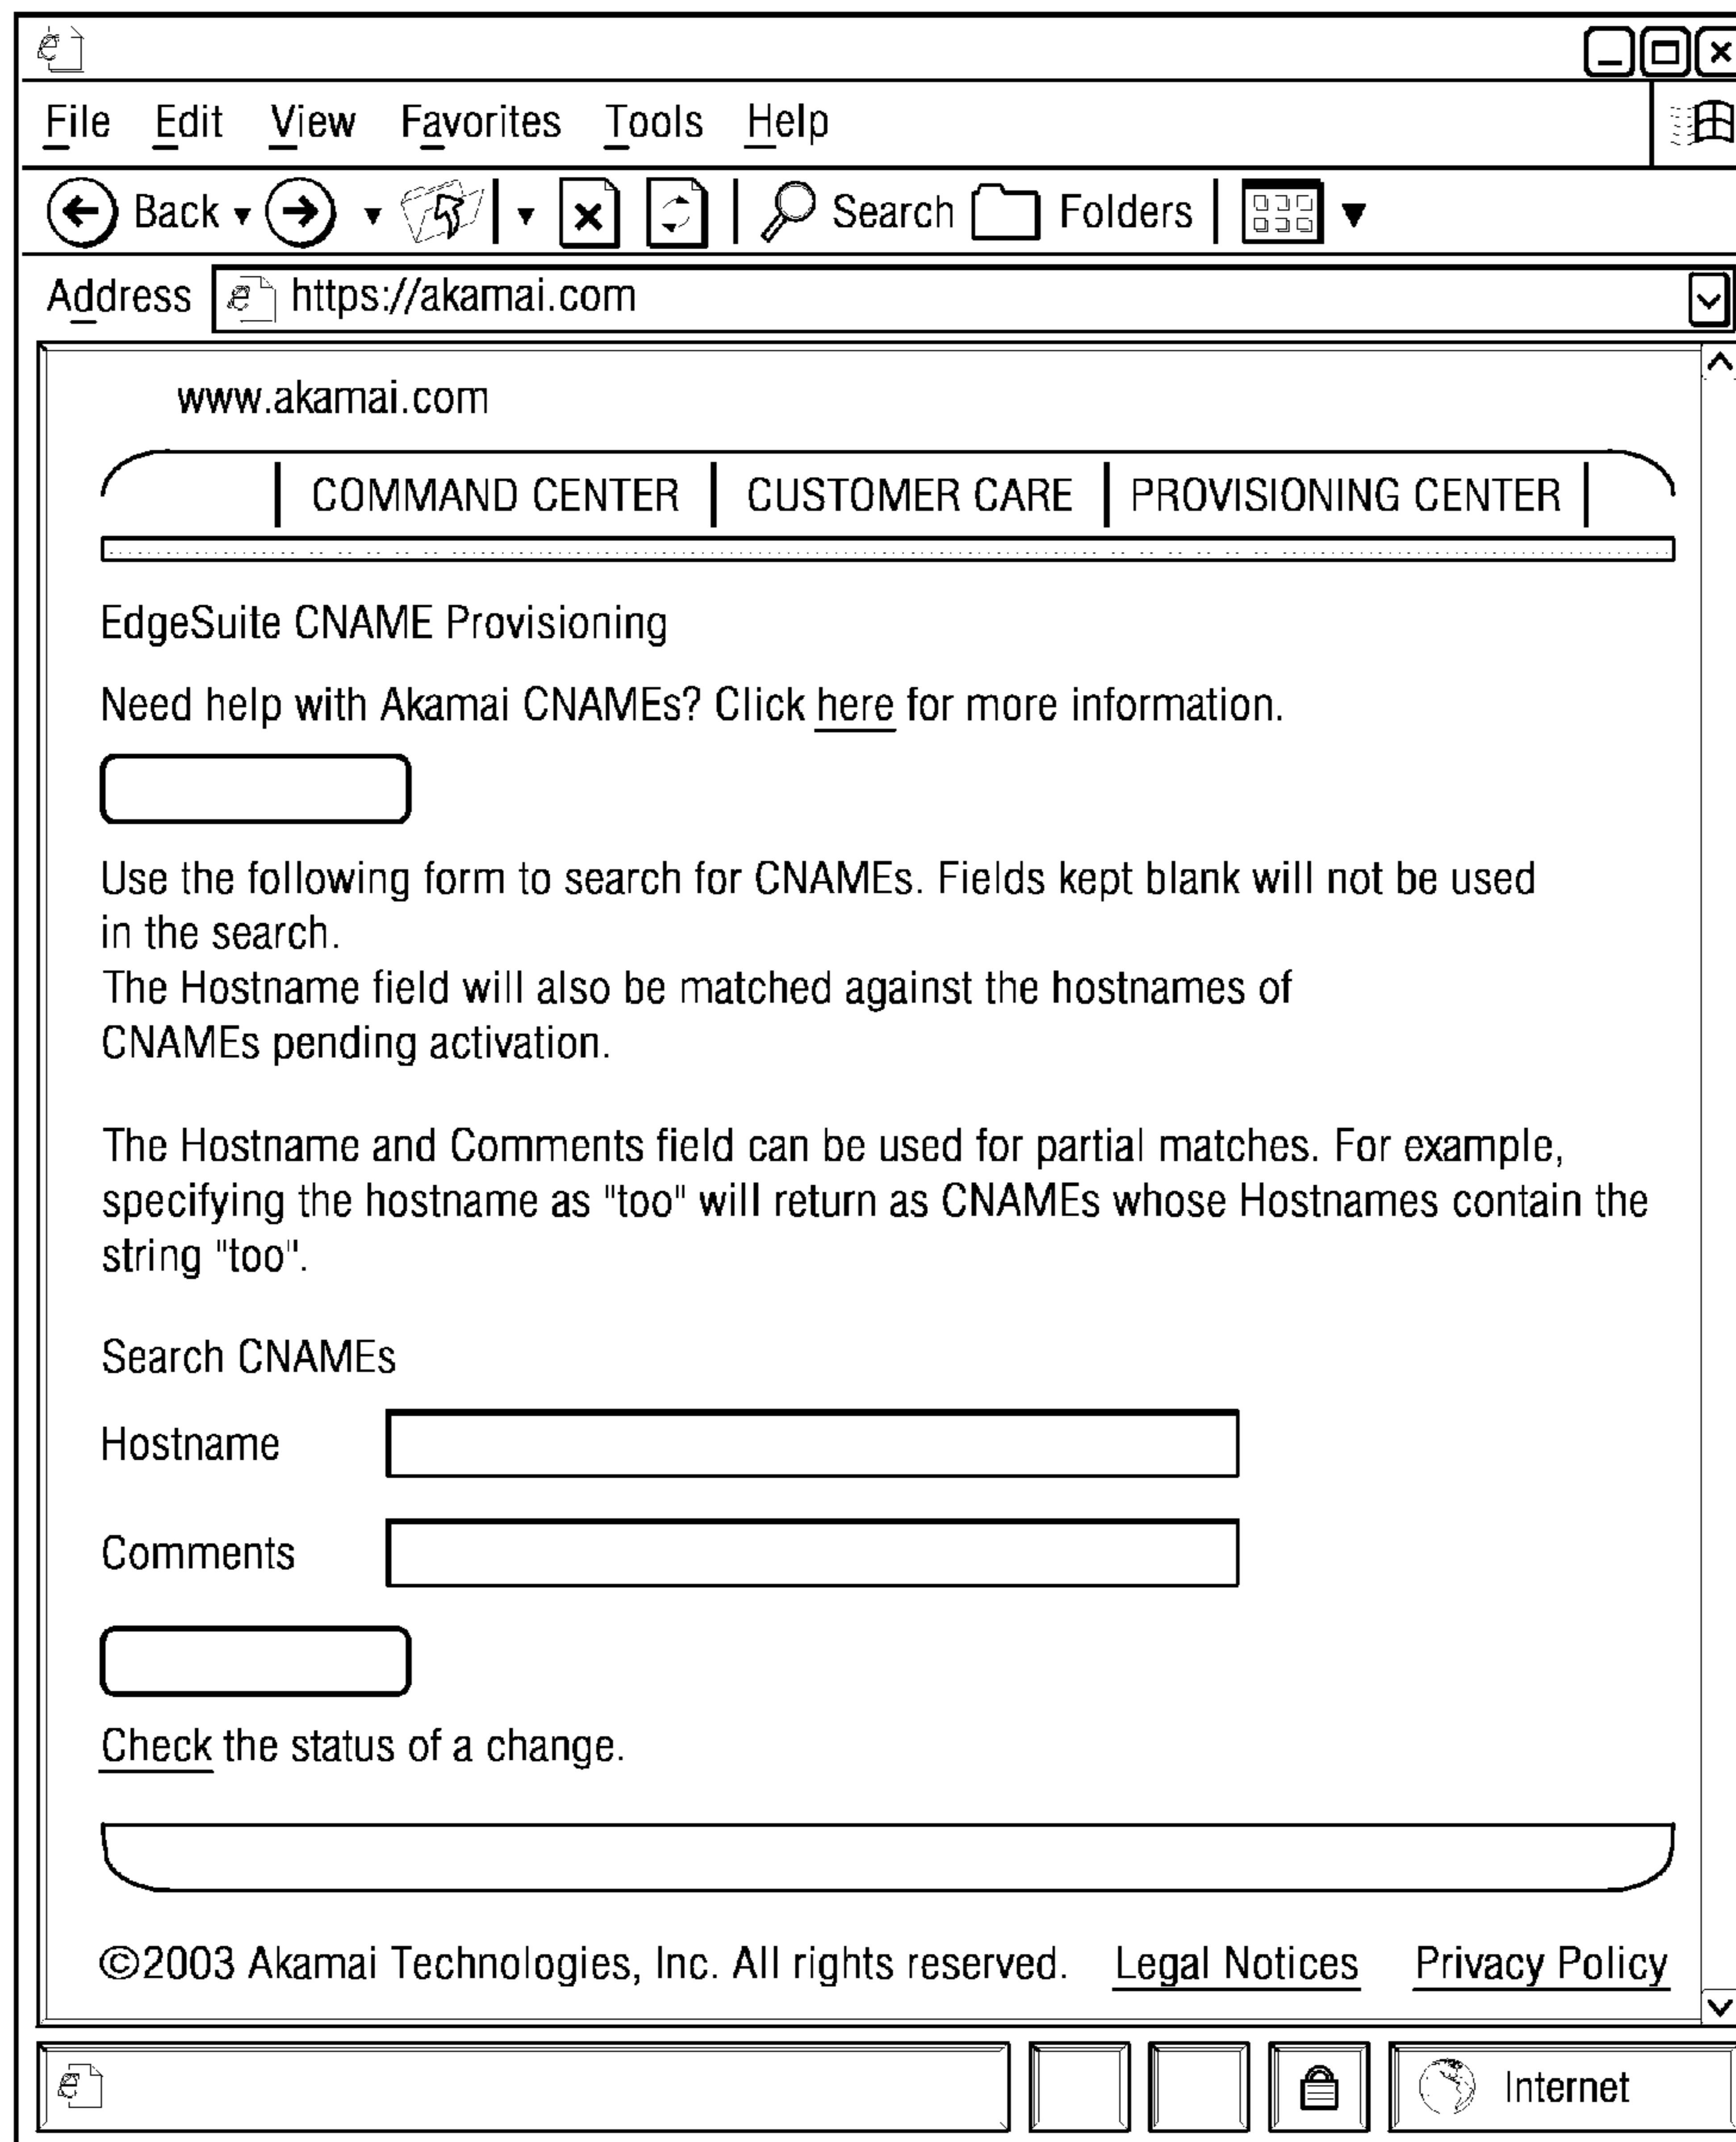 File Edit View Favorites Tools Help
Back Search Folders
Address https://akamai.com
www.akamai.com
COMMAND CENTER CUSTOMER CARE PROVISIONING CENTER
EdgeSuite CNAME Provisioning
Need help with Akamai CNAMEs? Click here for more information.
Use the following form to search for CNAMEs. Fields kept blank will not be used
in the search.
The Hostname field will also be matched against the hostnames of
CNAMEs pending activation.
The Hostname and Comments field can be used for partial matches. For example,
specifying the hostname as "too" will return as CNAMEs whose Hostnames contain the
string "too".
Search CNAMEs
Hostname
Comments
Check the status of a change.
©2003 Akamai Technologies, Inc. All rights reserved. Legal Notices Privacy Policy
Internet